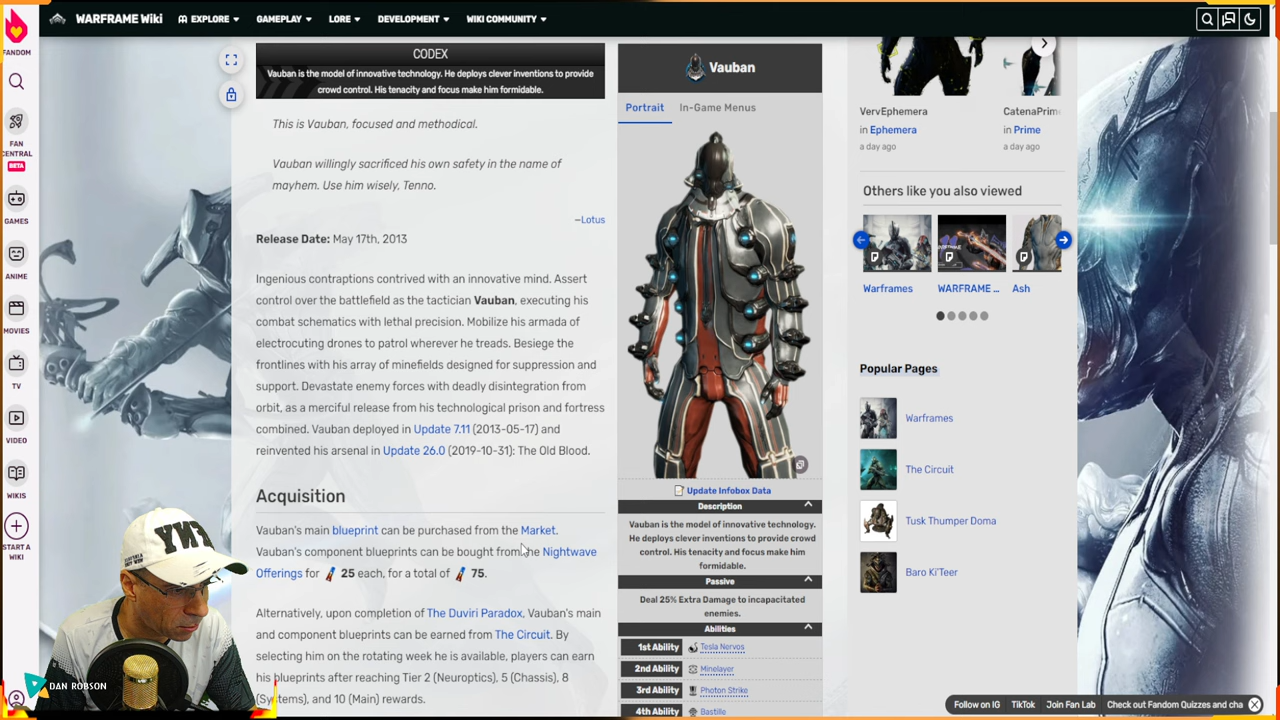 WARFRAME Wiki
EXPLORE
GAMEPLAY
LORE
DEVELOPMENT
WIKI COMMUNITY
FANDOM
FAN
CENTRAL
BETA
GAMES
ANIME
MOVIES
TV
VIDEO
WIKIS
START A
WIKI
CODEX
Vauban is the model of innovative technology. He deploys clever inventions to provide
crowd control. His tenacity and focus make him formidable.
This is Vauban, focused and methodical.
Vauban willingly sacrificed his own safety in the name of
mayhem. Use him wisely, Tenno.
—Lotus
Release Date: May 17th, 2013
Ingenious contraptions contrived with an innovative mind. Assert
control over the battlefield as the tactician Vauban, executing his
combat schematics with lethal precision. Mobilize his armada of
electrocuting drones to patrol wherever he treads. Besiege the
frontlines with his array of minefields designed for suppression and
support. Devastate enemy forces with deadly disintegration from
orbit, as a merciful release from his technological prison and fortress
combined. Vauban deployed in Update 7.11 (2013-05-17) and
reinvented his arsenal in Update 26.0 (2019-10-31): The Old Blood.
Acquisition
Vauban's main blueprint can be purchased from the Market.
Vauban's component blueprints can be bought from the Nightwave
Offerings for 25 each, for a total of 75.
Alternatively, upon completion of The Duviri Paradox, Vauban's main
and component blueprints can be earned from The Circuit. By
selecting him on the rotating week he is available, players can earn
his blueprints after reaching Tier 2 (Neuroptics), 5 (Chassis), 8
(Systems), and 10 (Main) rewards.
Vauban
Portrait
In-Game Menus
Update Infobox Data
Description
Vauban is the model of innovative technology.
He deploys clever inventions to provide crowd
control. His tenacity and focus make him
formidable.
Passive
Deal 25% Extra Damage to incapacitated
enemies.
Abilities
1st Ability Tesla Nervos
2nd Ability Minelayer
3rd Ability Photon Strike
4th Ability Bastille
VervEphemera
in Ephemera
a day ago
CatenaPrime
in Prime
a day ago
Others like you also viewed
Warframes
WARFRAME ...
Ash
Popular Pages
Warframes
The Circuit
Tusk Thumper Doma
Baro Ki'Teer
DAN ROBSON
Follow on IG
TikTok
Join Fan Lab
Check out Fandom Quizzes and cha